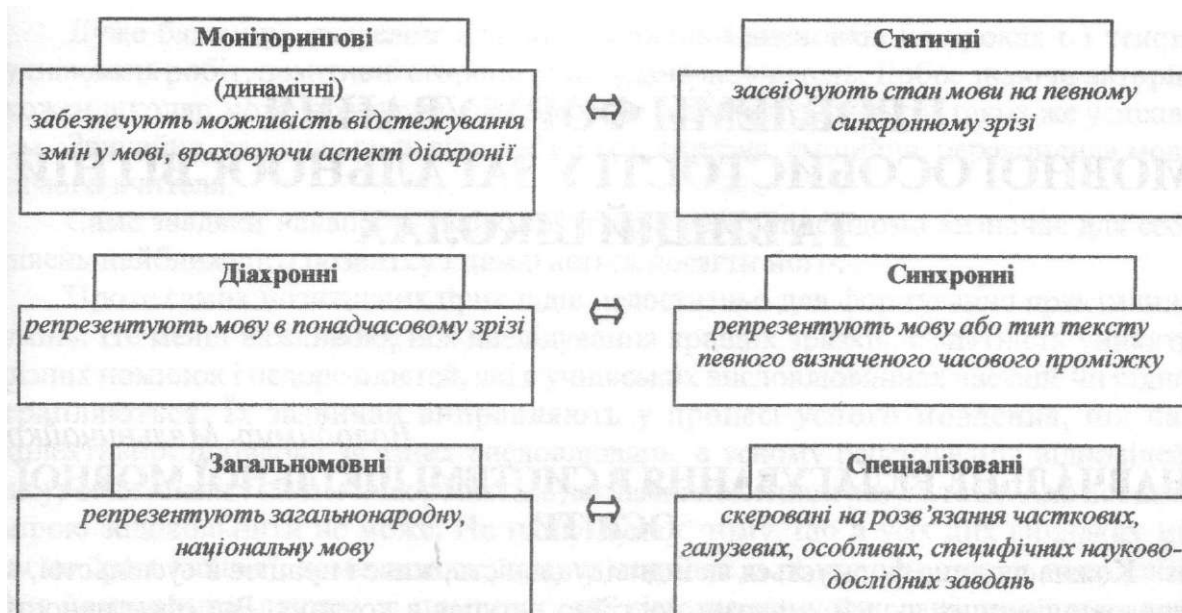 Моніторингові
(динамічні)
забезпечують можливість відстежування
змін у мові, враховуючи аспект діахронії
⇔
Статичні
засвідчують стан мови на певному
синхронному зрізі
Діахронні
репрезентують мову в понадчасовому зрізі
⇔
Синхронні
репрезентують мову або тип тексту
певного визначеного часового проміжку
Загальномовні
репрезентують загальнонародну,
національну мову
⇔
Спеціалізовані
скеровані на розв’язання часткових,
галузевих, особливих, специфічних науково-
дослідних завдань